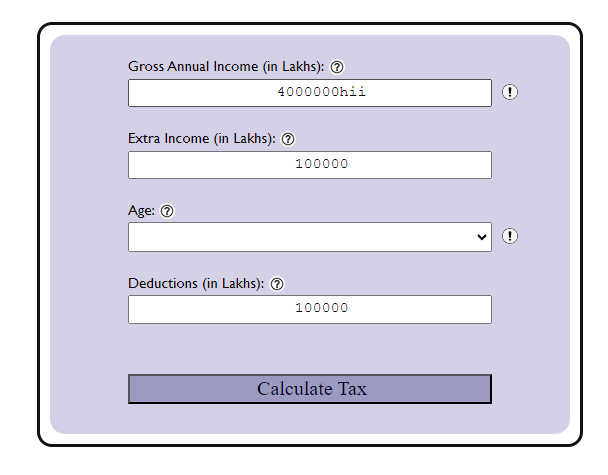 Gross Annual Income (in Lakhs): ?
4000000hii !
Extra Income (in Lakhs): ?
100000
Age: ?
!
Deductions (in Lakhs): ?
100000
Calculate Tax